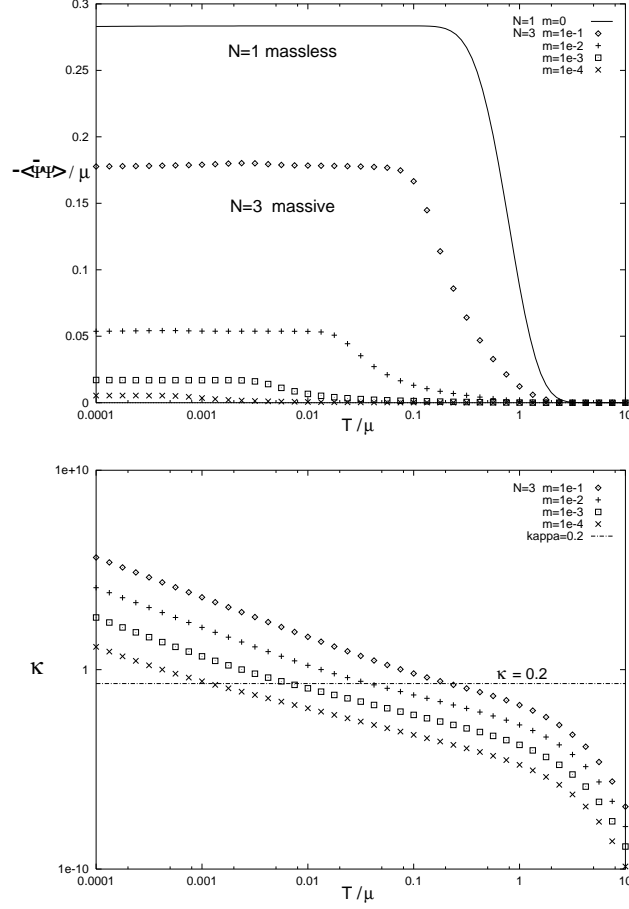 0.3
0.25
0.2
0.15
0.1
0.05
0
-<Ψ̄Ψ>/μ
N=1 m=0
N=3 m=1e-1
m=1e-2
m=1e-3
m=1e-4
N=1 massless
N=3 massive
0.0001 0.001 0.01 0.1 1 10
T/μ
1e+10
1
1e-10
κ
N=3 m=1e-1
m=1e-2
m=1e-3
m=1e-4
kappa=0.2
κ = 0.2
0.0001 0.001 0.01 0.1 1 10
T/μ